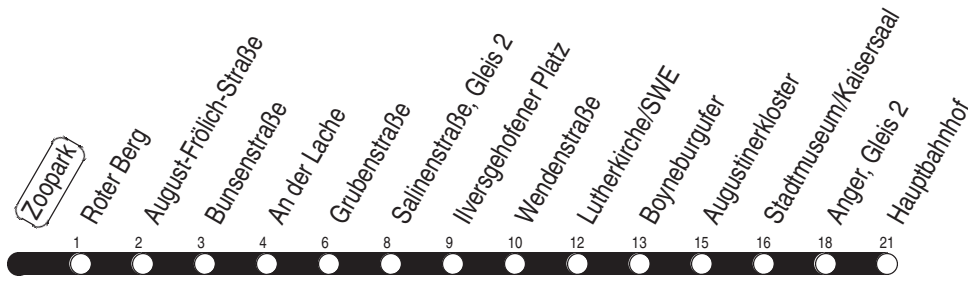 Zoopark
Roter Berg
August-Frölich-Straße
Bunsenstraße
An der Lache
Grubenstraße
Salinenstraße, Gleis 2
Ilversgehofener Platz
Wendenstraße
Lutherkirche/SWE
Boyneburgufer
Augustinerkloster
Stadtmuseum/Kaisersaal
Anger, Gleis 2
Hauptbahnhof
1 2 3 4 6 8 9 10 12 13 15 16 18 21